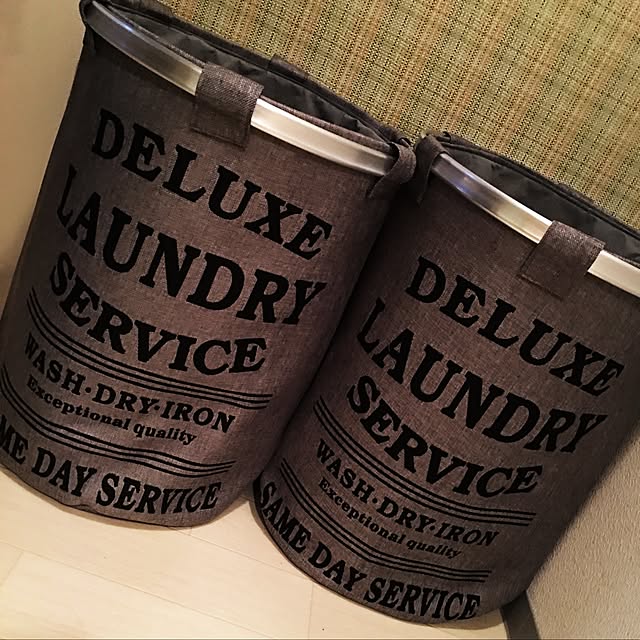 DELUXE
LAUNDRY
SERVICE
WASH·DRY·IRON
Exceptional quality
ME DAY SERVICE
DELUXE
LAUNDRY
SERVICE
WASH·DRY·IRON
Exceptional quality
SAME DAY SERVICE